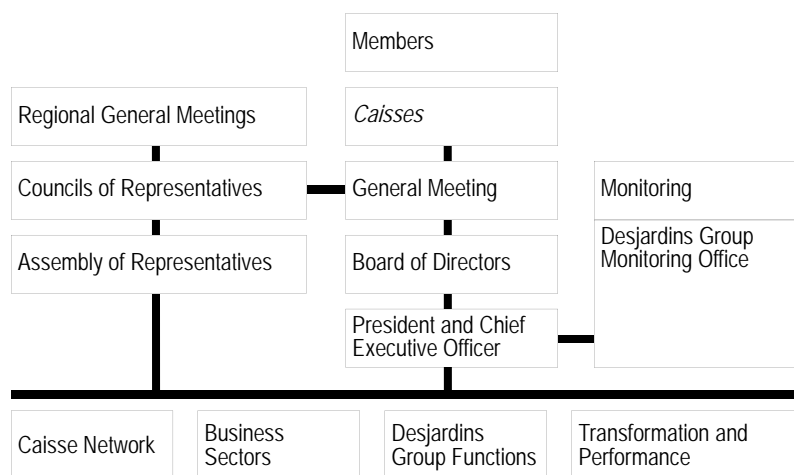 Members
Regional General Meetings
Caisses
Councils of Representatives
General Meeting
Monitoring
Assembly of Representatives
Board of Directors
Desjardins Group
Monitoring Office
President and Chief
Executive Officer
Caisse Network
Business
Sectors
Desjardins
Group Functions
Transformation and
Performance